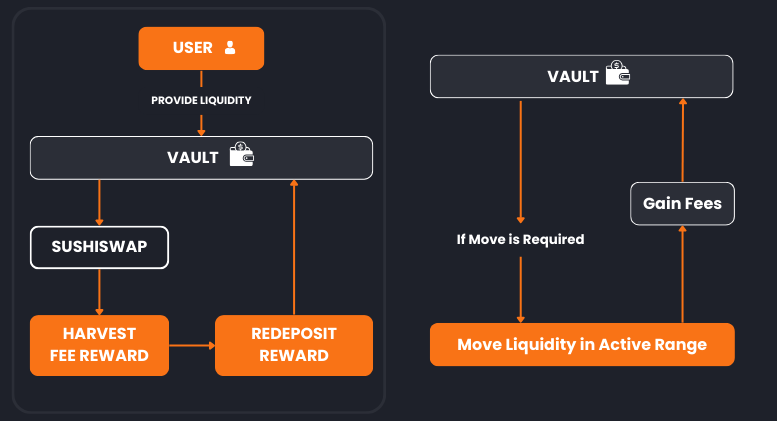 USER
PROVIDE LIQUIDITY
VAULT
SUSHISWAP
HARVEST
FEE REWARD
REDEPOSIT
REWARD
VAULT
If Move is Required
Gain Fees
Move Liquidity in Active Range